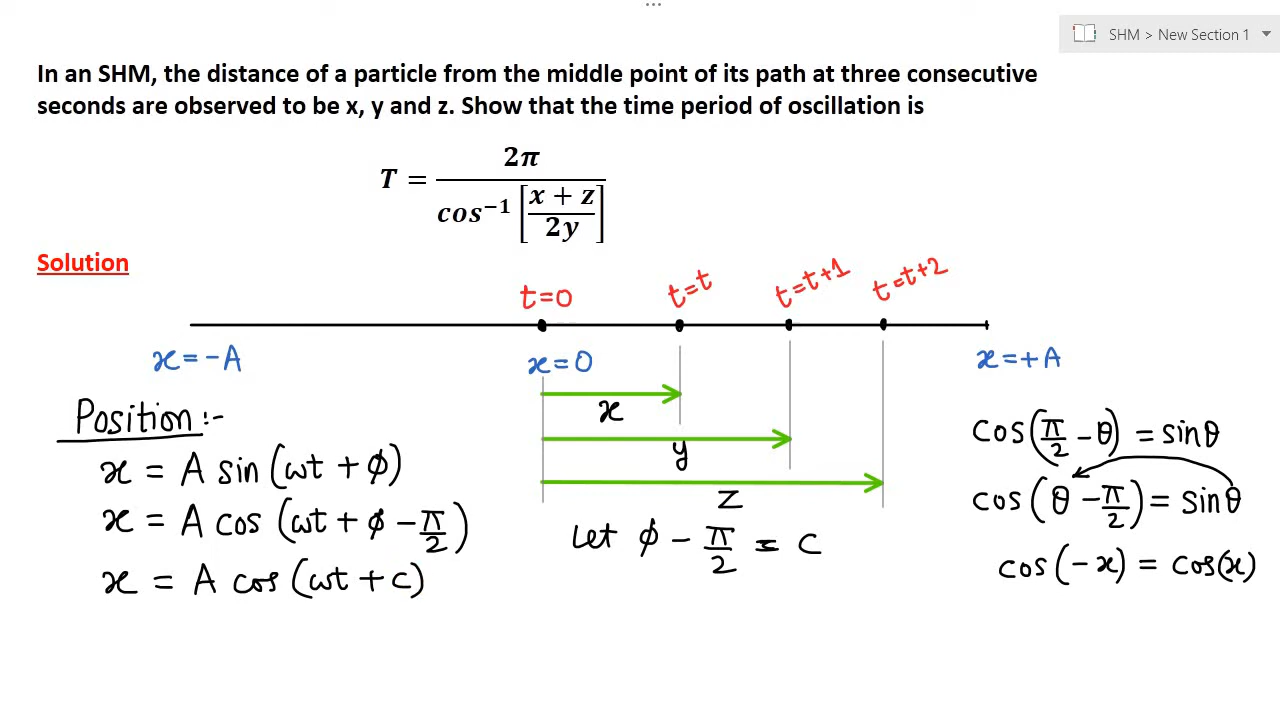 ...
SHM > New Section 1
In an SHM, the distance of a particle from the middle point of its path at three consecutive
seconds are observed to be x, y and z. Show that the time period of oscillation is
T = 2π / cos⁻¹ [x + z / 2y]
Solution
t=0 t=t t=t+1 t=t+2
x=-A x=0 x=+A
x
y
z
Position :-
x = A sin (ωt + φ)
x = A cos (ωt + φ - π/2)
x = A cos (ωt + c)
Let φ - π/2 = c
cos(π/2 - θ) = sinθ
cos(θ - π/2) = sinθ
cos(-x) = cos(x)